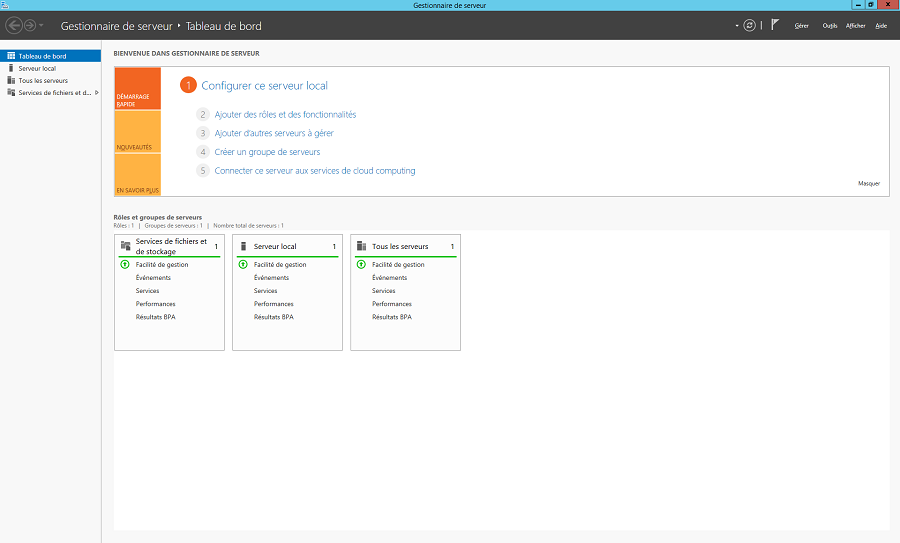 Gestionnaire de serveur
Gestionnaire de serveur ‣ Tableau de bord
Gérer Outils Afficher Aide
Tableau de bord
Serveur local
Tous les serveurs
Services de fichiers et d...
BIENVENUE DANS GESTIONNAIRE DE SERVEUR
DÉMARRAGE
RAPIDE
NOUVEAUTÉS
EN SAVOIR PLUS
1 Configurer ce serveur local
2 Ajouter des rôles et des fonctionnalités
3 Ajouter d'autres serveurs à gérer
4 Créer un groupe de serveurs
5 Connecter ce serveur aux services de cloud computing
Masquer
Rôles et groupes de serveurs
Rôles : 1 | Groupes de serveurs : 1 | Nombre total de serveurs : 1
Services de fichiers et
de stockage 1
Facilité de gestion
Événements
Services
Performances
Résultats BPA
Serveur local 1
Facilité de gestion
Événements
Services
Performances
Résultats BPA
Tous les serveurs 1
Facilité de gestion
Événements
Services
Performances
Résultats BPA